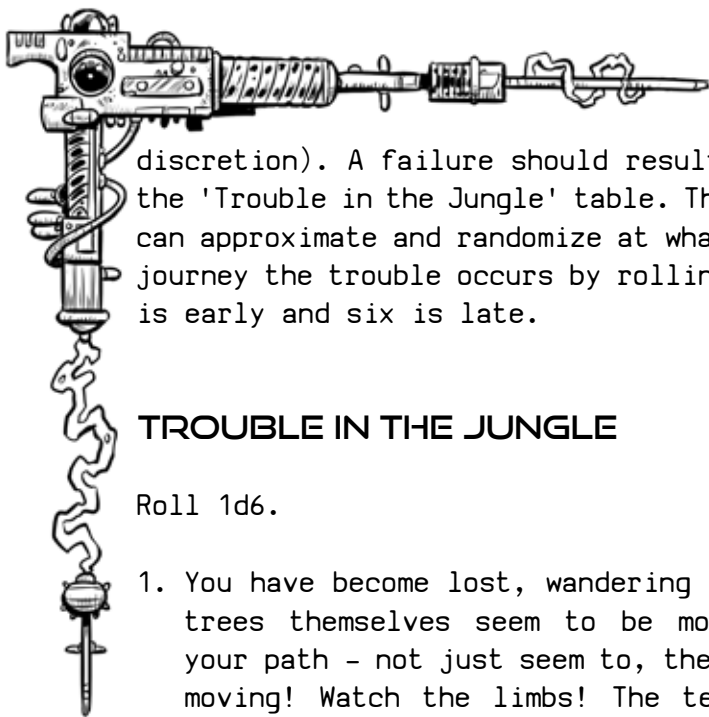 discretion). A failure should result
the 'Trouble in the Jungle' table. Th
can approximate and randomize at wha
journey the trouble occurs by rollin
is early and six is late.
TROUBLE IN THE JUNGLE
Roll 1d6.
1. You have become lost, wandering
trees themselves seem to be mo
your path – not just seem to, the
moving! Watch the limbs! The te